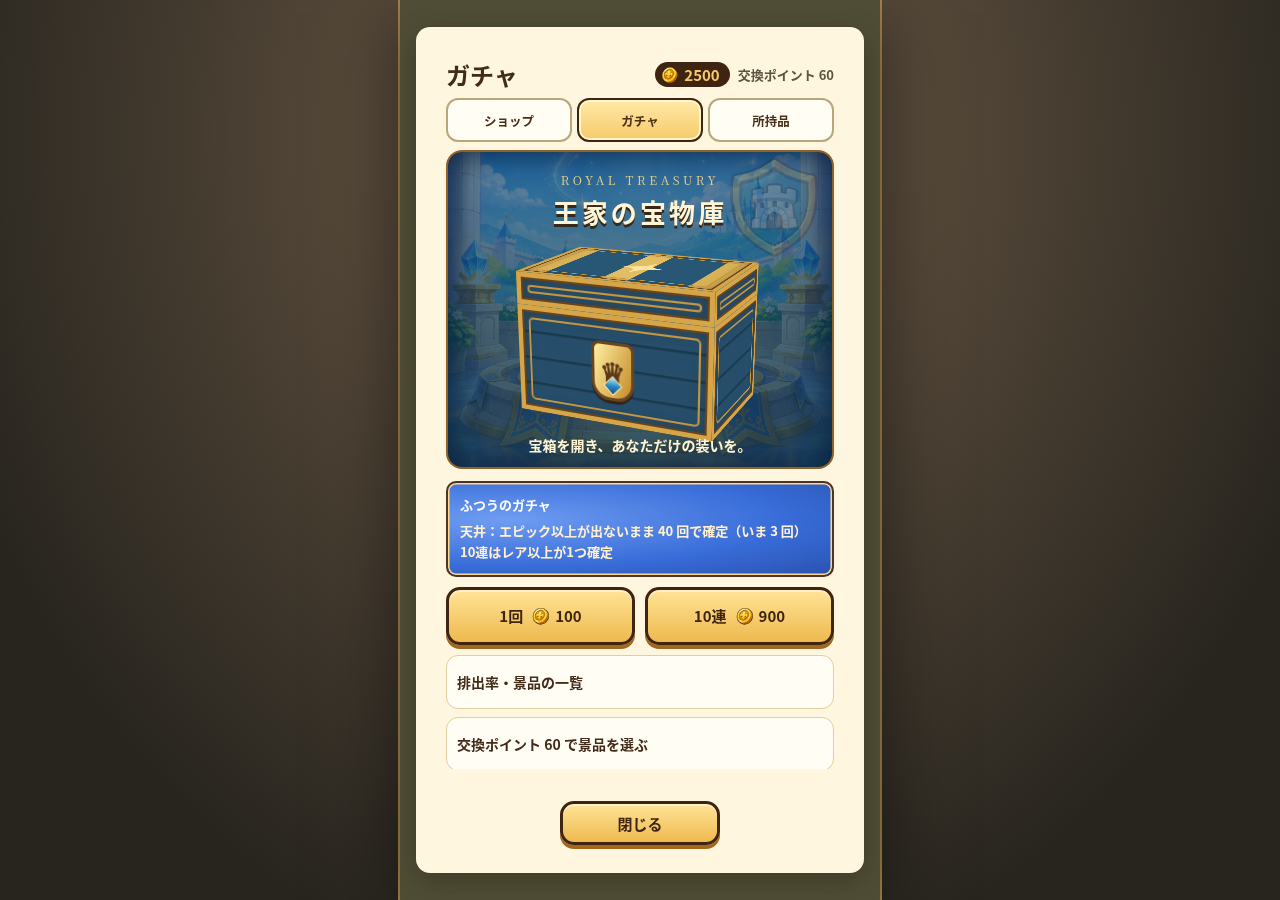 ガチャ
2500 交換ポイント 60
ショップ ガチャ 所持品
ROYAL TREASURY
王家の宝物庫
宝箱を開き、あなただけの装いを。
ふつうのガチャ
天井：エピック以上が出ないまま 40 回で確定（いま 3 回）
10連はレア以上が1つ確定
1回 100 10連 900
排出率・景品の一覧
交換ポイント 60 で景品を選ぶ
閉じる